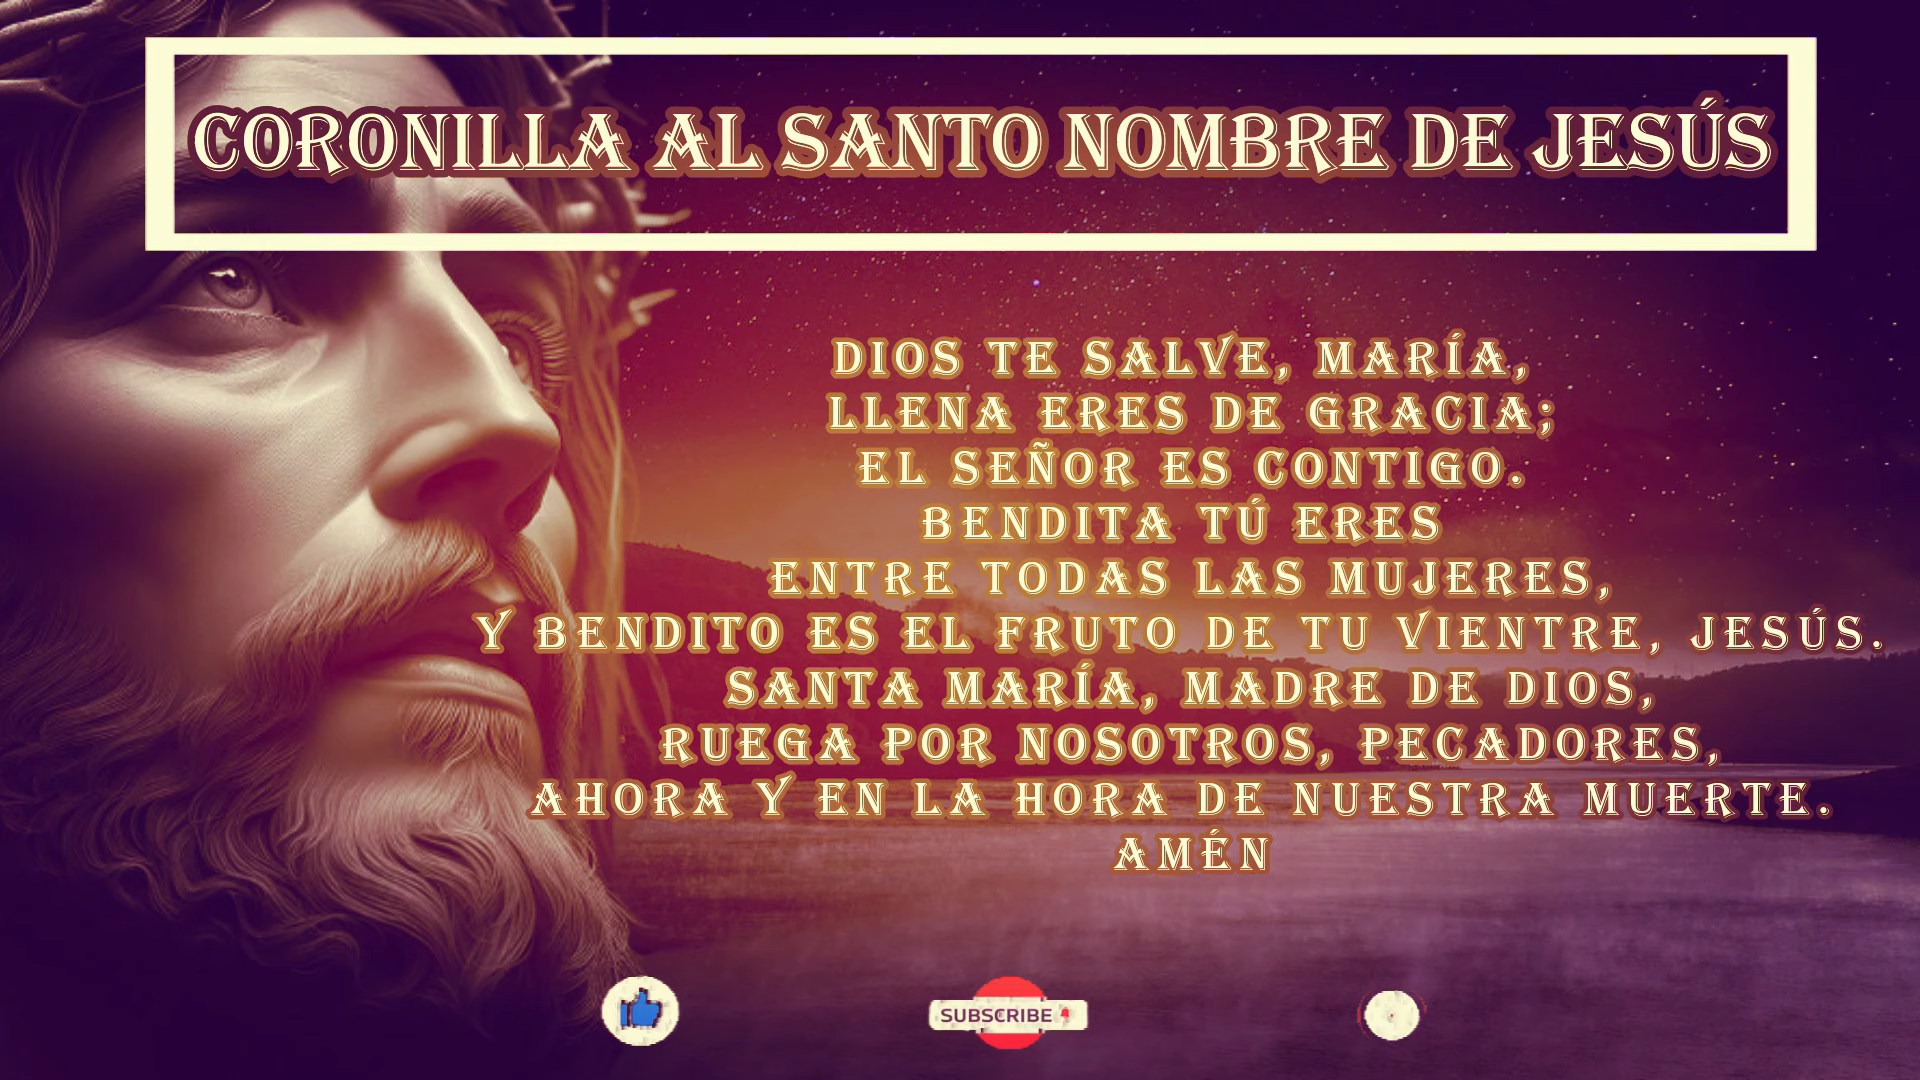 CORONILLA AL SANTO NOMBRE DE JESÚS
DIOS TE SALVE, MARÍA,
LLENA ERES DE GRACIA;
EL SEÑOR ES CONTIGO.
BENDITA TÚ ERES
ENTRE TODAS LAS MUJERES,
Y BENDITO ES EL FRUTO DE TU VIENTRE, JESÚS.
SANTA MARÍA, MADRE DE DIOS,
RUEGA POR NOSOTROS, PECADORES,
AHORA Y EN LA HORA DE NUESTRA MUERTE.
AMÉN
SUBSCRIBE